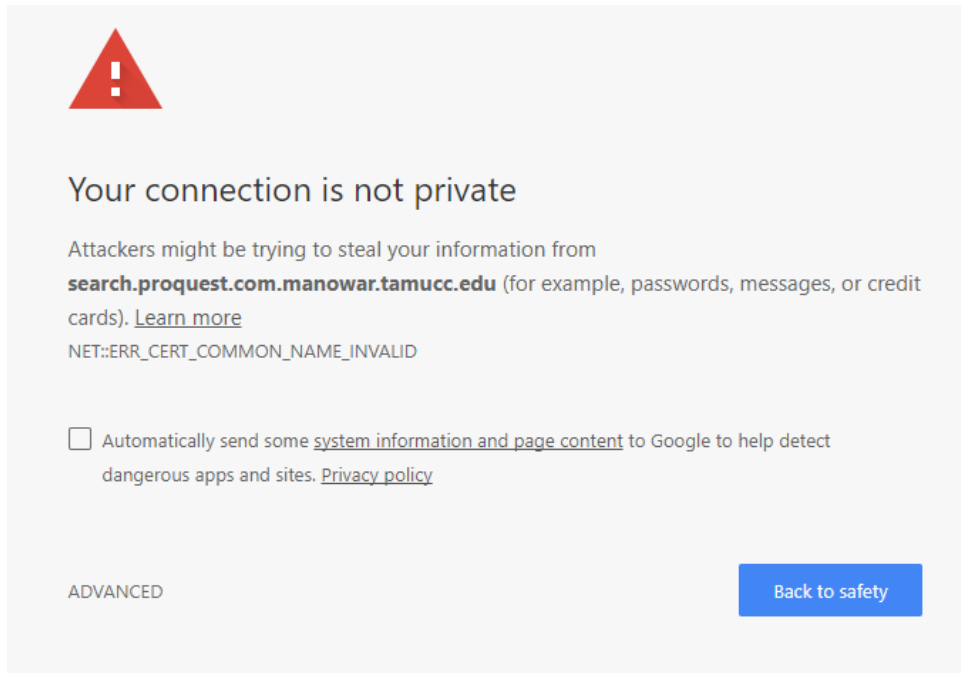 Your connection is not private
Attackers might be trying to steal your information from
search.proquest.com.manowar.tamucc.edu (for example, passwords, messages, or credit
cards). Learn more
NET::ERR_CERT_COMMON_NAME_INVALID
Automatically send some system information and page content to Google to help detect
dangerous apps and sites. Privacy policy
ADVANCED
Back to safety